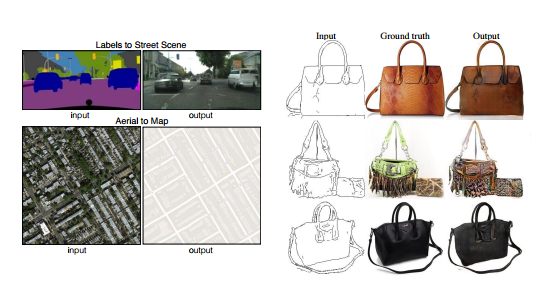 Labels to Street Scene
input
output
Aerial to Map
input
output
Input
Ground truth
Output